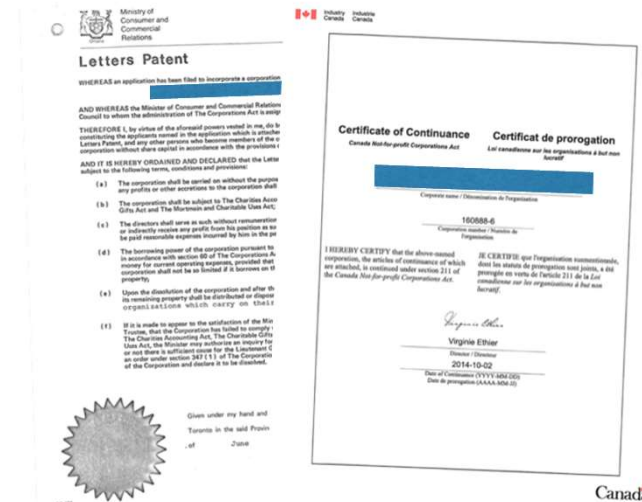 Ministry of
Consumer and
Commercial
Relations
Ontario
Letters Patent
WHEREAS an application has been filed to incorporate a corporation
AND WHEREAS the Minister of Consumer and Commercial Relations
Council to whom the administration of The Corporations Act is assig
THEREFORE I, by virtue of the aforesaid powers vested in me, do b
constituting the applicants named in the application which is attache
Letters Patent, and any other persons who become members of the c
corporation without share capital in accordance with the provisions
AND IT IS HEREBY ORDAINED AND DECLARED that the Lette
subject to the following terms, conditions and provisions:
(a) The corporation shall be carried on without the purpos
any profits or other accretions to the corporation shall
(b) The corporation shall be subject to The Charities Acco
Gifts Act and The Mortmain and Charitable Uses Act;
(c) The directors shall serve as such without remuneration
or indirectly receive any profit from his position as su
be paid reasonable expenses incurred by him in the pe
(d) The borrowing power of the corporation pursuant to
in accordance with section 60 of The Corporations A
money for current operating expenses, provided that
corporation shall not be so limited if it borrows on th
property;
(e) Upon the dissolution of the corporation and after th
its remaining property shall be distributed or dispos
organizations which carry on their
(f) If it is made to appear to the satisfaction of the Min
Trustee, that the Corporation has failed to comply
The Charities Accounting Act, The Charitable Gifts
Uses Act, the Minister may authorize an inquiry for
or not there is sufficient cause for the Lieutenant G
an order under section 347 (1) of The Corporation
of the Corporation and declare it to be dissolved.
Given under my hand and
Toronto in the said Provin
of June
Industry Canada
Industrie Canada
Certificate of Continuance
Canada Not-for-profit Corporations Act
Certificat de prorogation
Loi canadienne sur les organisations à but non
lucratif
Corporate name / Dénomination de l'organisation
160888-6
Corporation number / Numéro de
l'organisation
I HEREBY CERTIFY that the above-named
corporation, the articles of continuance of which
are attached, is continued under section 211 of
the Canada Not-for-profit Corporations Act.
JE CERTIFIE que l'organisation susmentionnée,
dont les statuts de prorogation sont joints, a été
prorogée en vertu de l'article 211 de la Loi
canadienne sur les organisations à but non
lucratif.
Virginie Ethier
Virginie Ethier
Director / Directeur
2014-10-02
Date of Continuance (YYYY-MM-DD)
Date de prorogation (AAAA-MM-JJ)
Canad